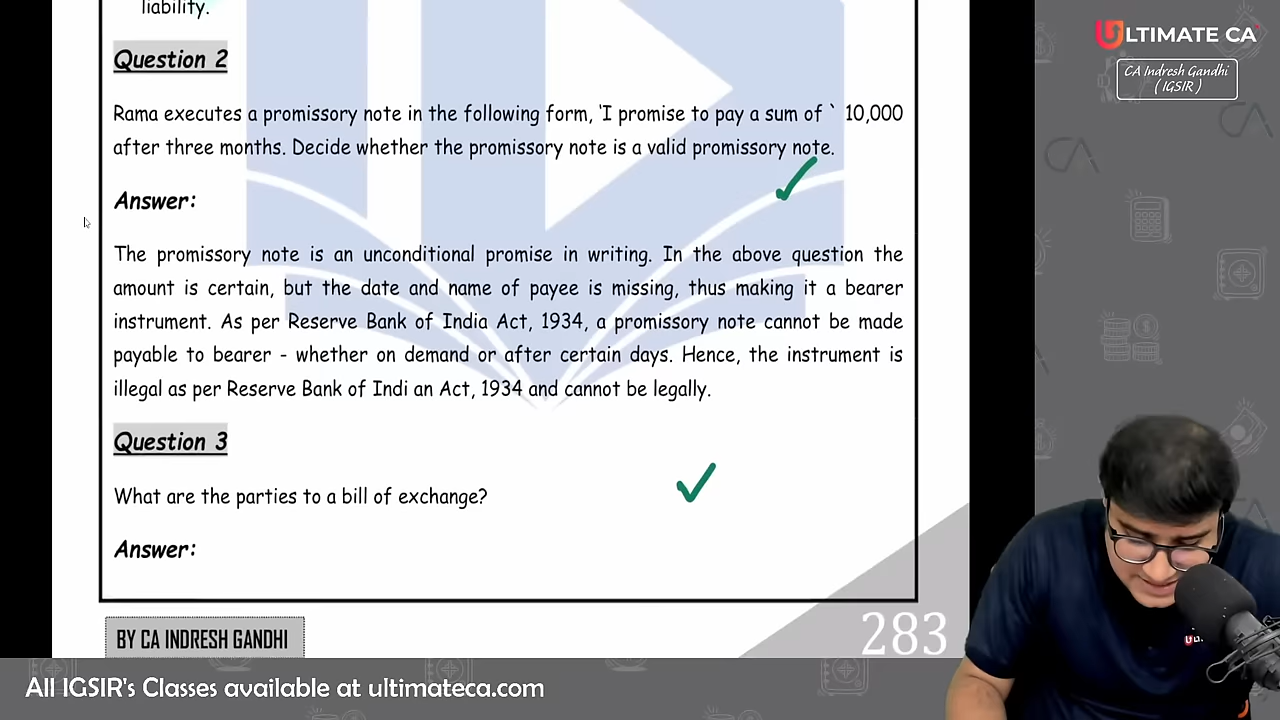 liability.
Question 2
Rama executes a promissory note in the following form, 'I promise to pay a sum of ` 10,000
after three months. Decide whether the promissory note is a valid promissory note.
Answer:
The promissory note is an unconditional promise in writing. In the above question the
amount is certain, but the date and name of payee is missing, thus making it a bearer
instrument. As per Reserve Bank of India Act, 1934, a promissory note cannot be made
payable to bearer - whether on demand or after certain days. Hence, the instrument is
illegal as per Reserve Bank of Indi an Act, 1934 and cannot be legally.
Question 3
What are the parties to a bill of exchange?
Answer:
283
BY CA INDRESH GANDHI
ULTIMATE CA
CA Indresh Gandhi
( IGSIR )
All IGSIR's Classes available at ultimateca.com